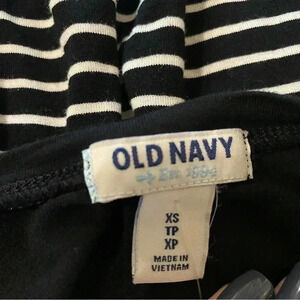 OLD NAVY
Est. 1994
XS
TP
XP
MADE IN
VIETNAM